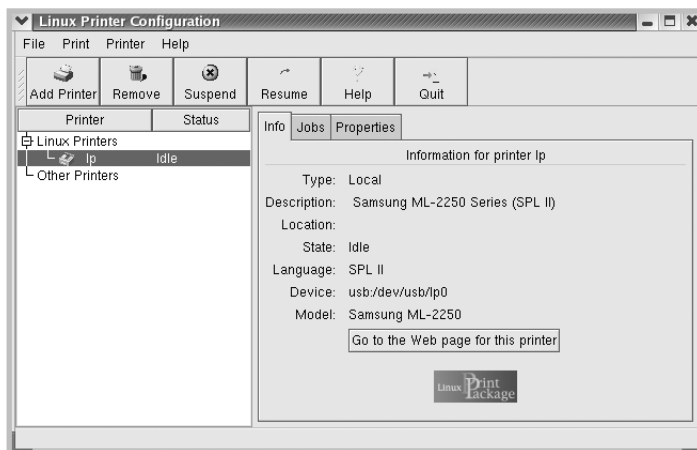 Linux Printer Configuration
File Print Printer Help
Add Printer Remove Suspend Resume Help Quit
Printer Status
Linux Printers
lp Idle
Other Printers
Info Jobs Properties
Information for printer lp
Type: Local
Description: Samsung ML-2250 Series (SPL II)
Location:
State: Idle
Language: SPL II
Device: usb:/dev/usb/lp0
Model: Samsung ML-2250
Go to the Web page for this printer
Linux Print
Package